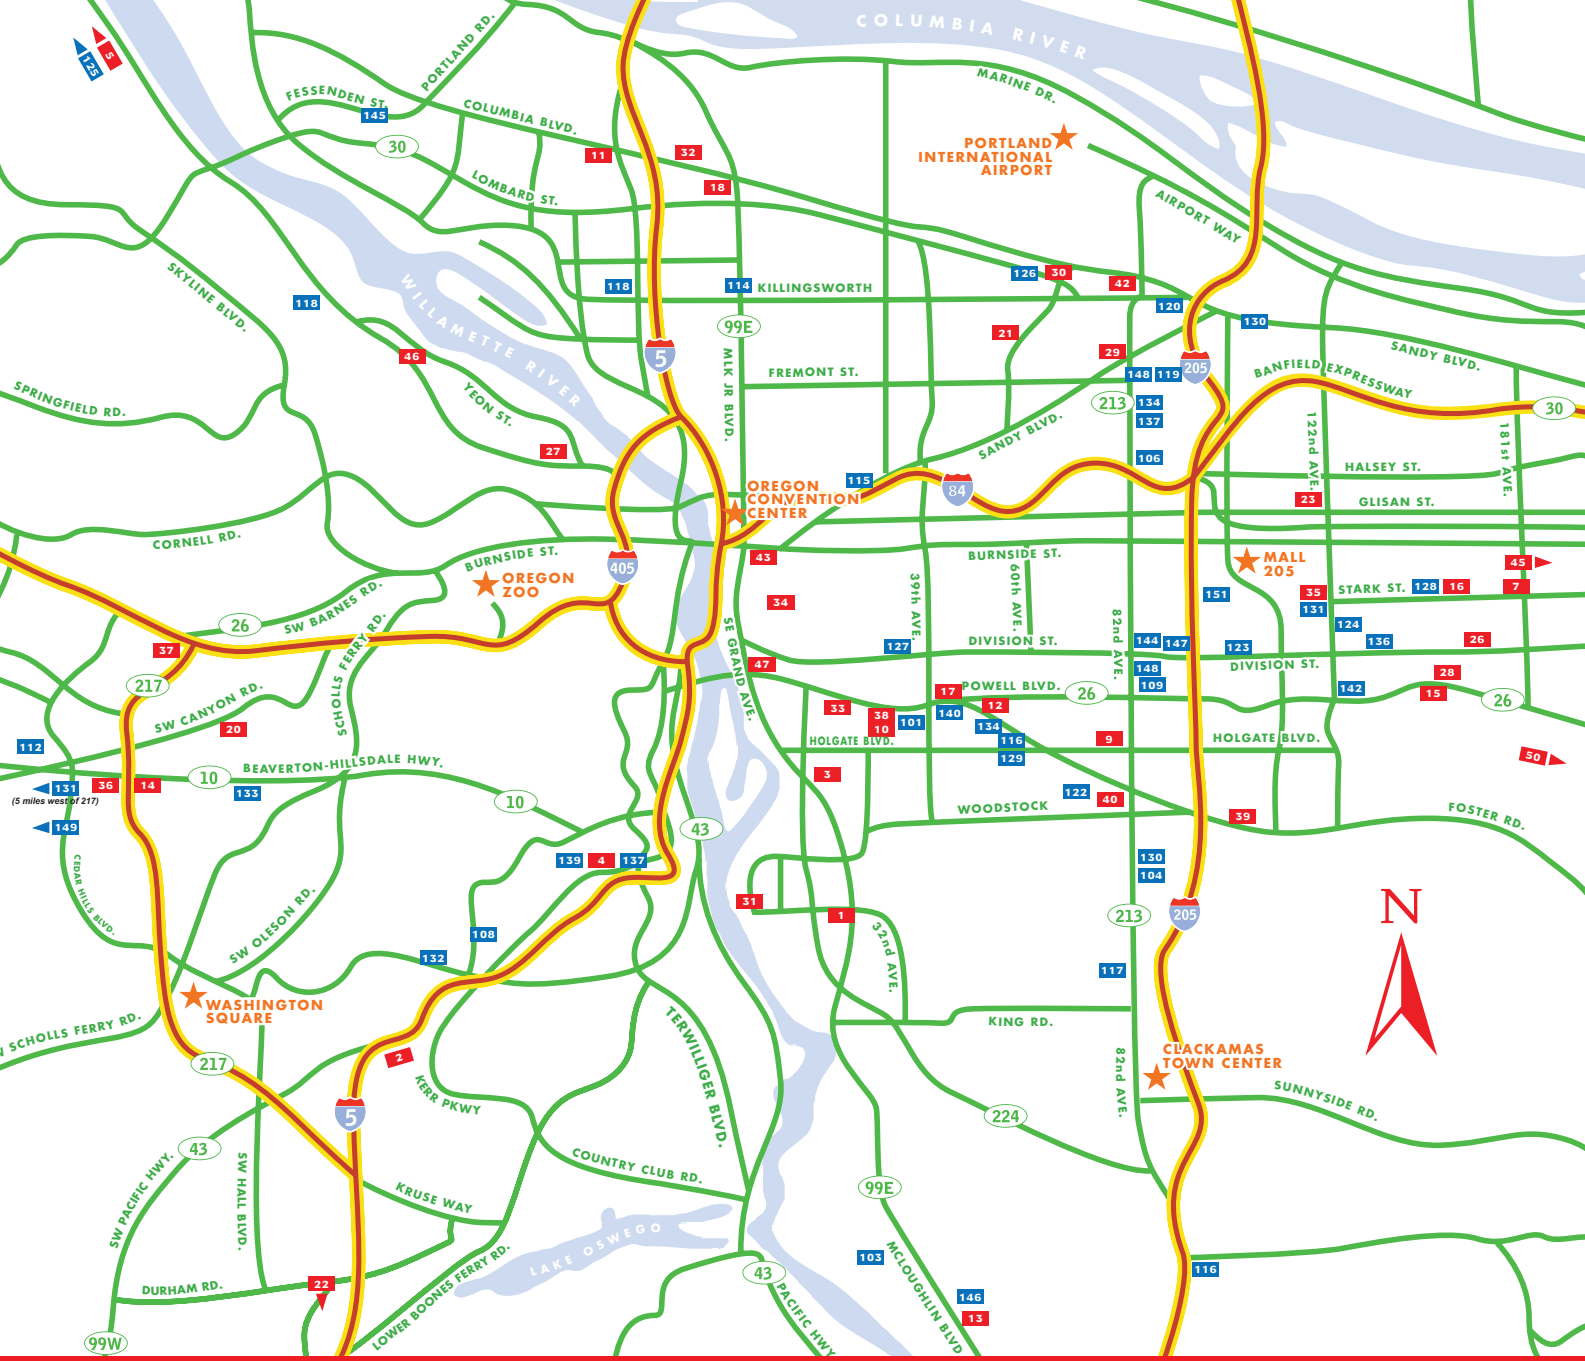 COLUMBIA RIVER
PORTLAND RD.
5
125
FESSENDEN ST.
145
COLUMBIA BLVD.
MARINE DR.
30
11
32
18
PORTLAND
INTERNATIONAL
AIRPORT
LOMBARD ST.
AIRPORT WAY
SKYLINE BLVD.
118
WILLAMETTE RIVER
118
114
KILLINGSWORTH
126
30
42
120
130
99E
21
29
46
5
205
SANDY BLVD.
MLK JR BLVD.
FREMONT ST.
148
119
BANFIELD EXPRESSWAY
30
SPRINGFIELD RD.
YEON ST.
213
134
137
SANDY BLVD.
122nd AVE.
181st AVE.
27
106
HALSEY ST.
115
84
OREGON
CONVENTION
CENTER
23
GLISAN ST.
CORNELL RD.
BURNSIDE ST.
405
43
BURNSIDE ST.
MALL
205
45
OREGON
ZOO
39th AVE.
60th AVE.
35
STARK ST.
128
16
7
151
131
34
SW BARNES RD.
26
SCHOLLS FERRY RD.
SE GRAND AVE.
82nd AVE.
124
127
DIVISION ST.
144
147
123
136
26
37
47
148
DIVISION ST.
109
28
217
SW CANYON RD.
17
POWELL BLVD.
26
142
15
26
33
38
10
101
140
12
134
20
112
116
129
9
HOLGATE BLVD.
HOLGATE BLVD.
50
BEAVERTON-HILLSDALE HWY.
10
131
(5 miles west of 217)
36
14
133
3
10
122
40
WOODSTOCK
39
FOSTER RD.
149
43
CEDAR HILLS BLVD.
139
4
137
130
104
SW OLESON RD.
31
1
213
205
N
108
132
32nd AVE.
117
WASHINGTON
SQUARE
W SCHOLLS FERRY RD.
KING RD.
TERWILLIGER BLVD.
217
2
82nd AVE.
CLACKAMAS
TOWN CENTER
KERR PKWY
SUNNYSIDE RD.
5
224
43
SW PACIFIC HWY.
SW HALL BLVD.
COUNTRY CLUB RD.
KRUSE WAY
99E
LAKE OSWEGO
103
MCLOUGHLIN BLVD
116
DURHAM RD.
22
LOWER BOONES FERRY RD.
43
PACIFIC HWY
146
13
99W